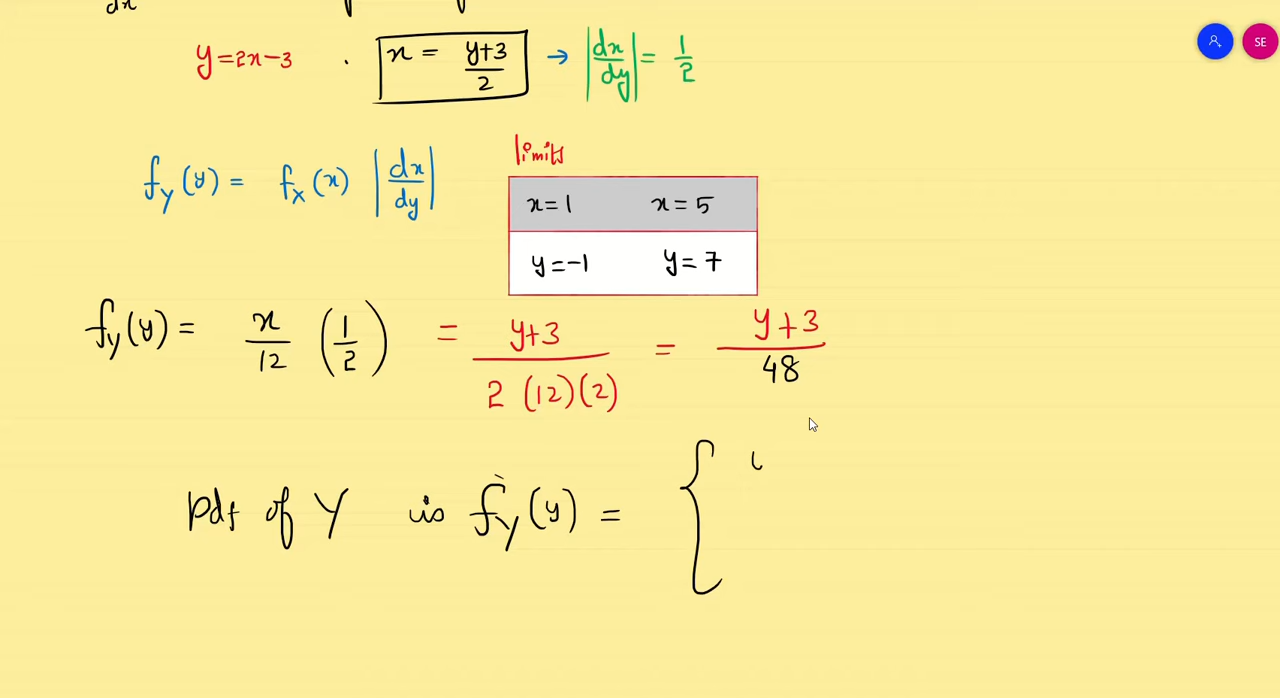 dx
y=2x-3 . x = y+3/2 → |dx/dy| = 1/2
SE
limits
f_Y(y) = f_X(x) |dx/dy|
x=1 x=5
y=-1 y=7
f_Y(y) = x/12 (1/2) = y+3/2 (12)(2) = y+3/48
Pdf of Y is f_Y(y) = {